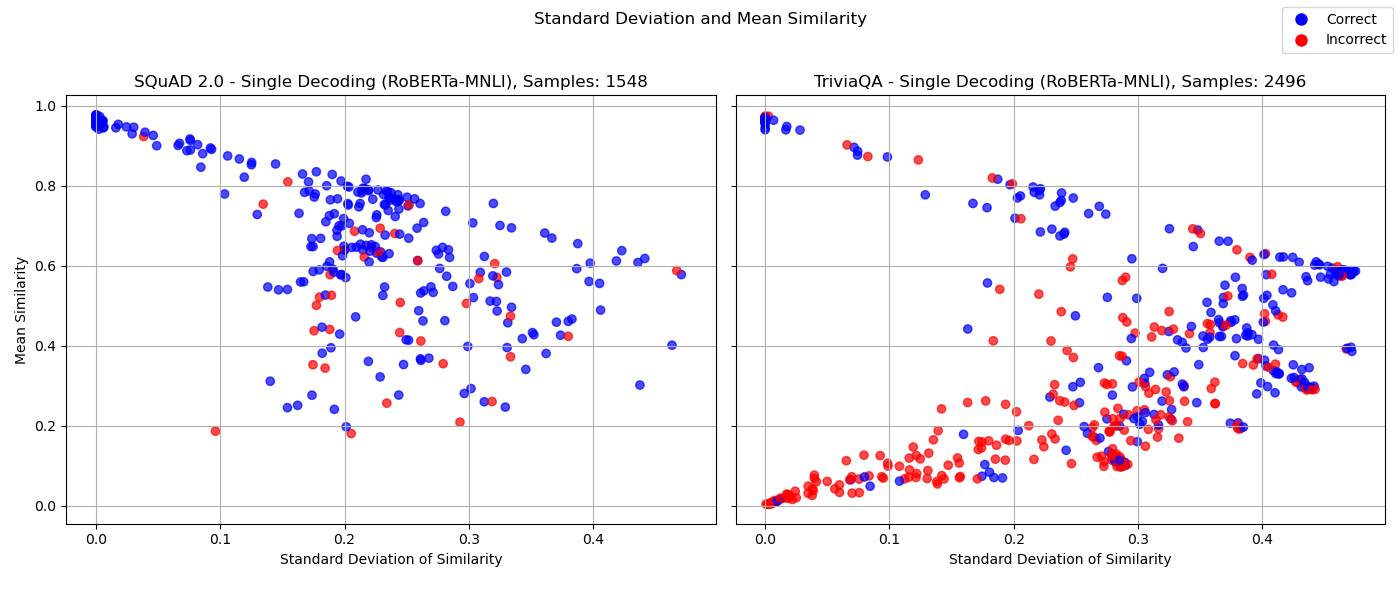 Standard Deviation and Mean Similarity
Correct
Incorrect
SQuAD 2.0 - Single Decoding (RoBERTa-MNLI), Samples: 1548
TriviaQA - Single Decoding (RoBERTa-MNLI), Samples: 2496
Mean Similarity
1.0
0.8
0.6
0.4
0.2
0.0
0.0 0.1 0.2 0.3 0.4
0.0 0.1 0.2 0.3 0.4
Standard Deviation of Similarity
Standard Deviation of Similarity